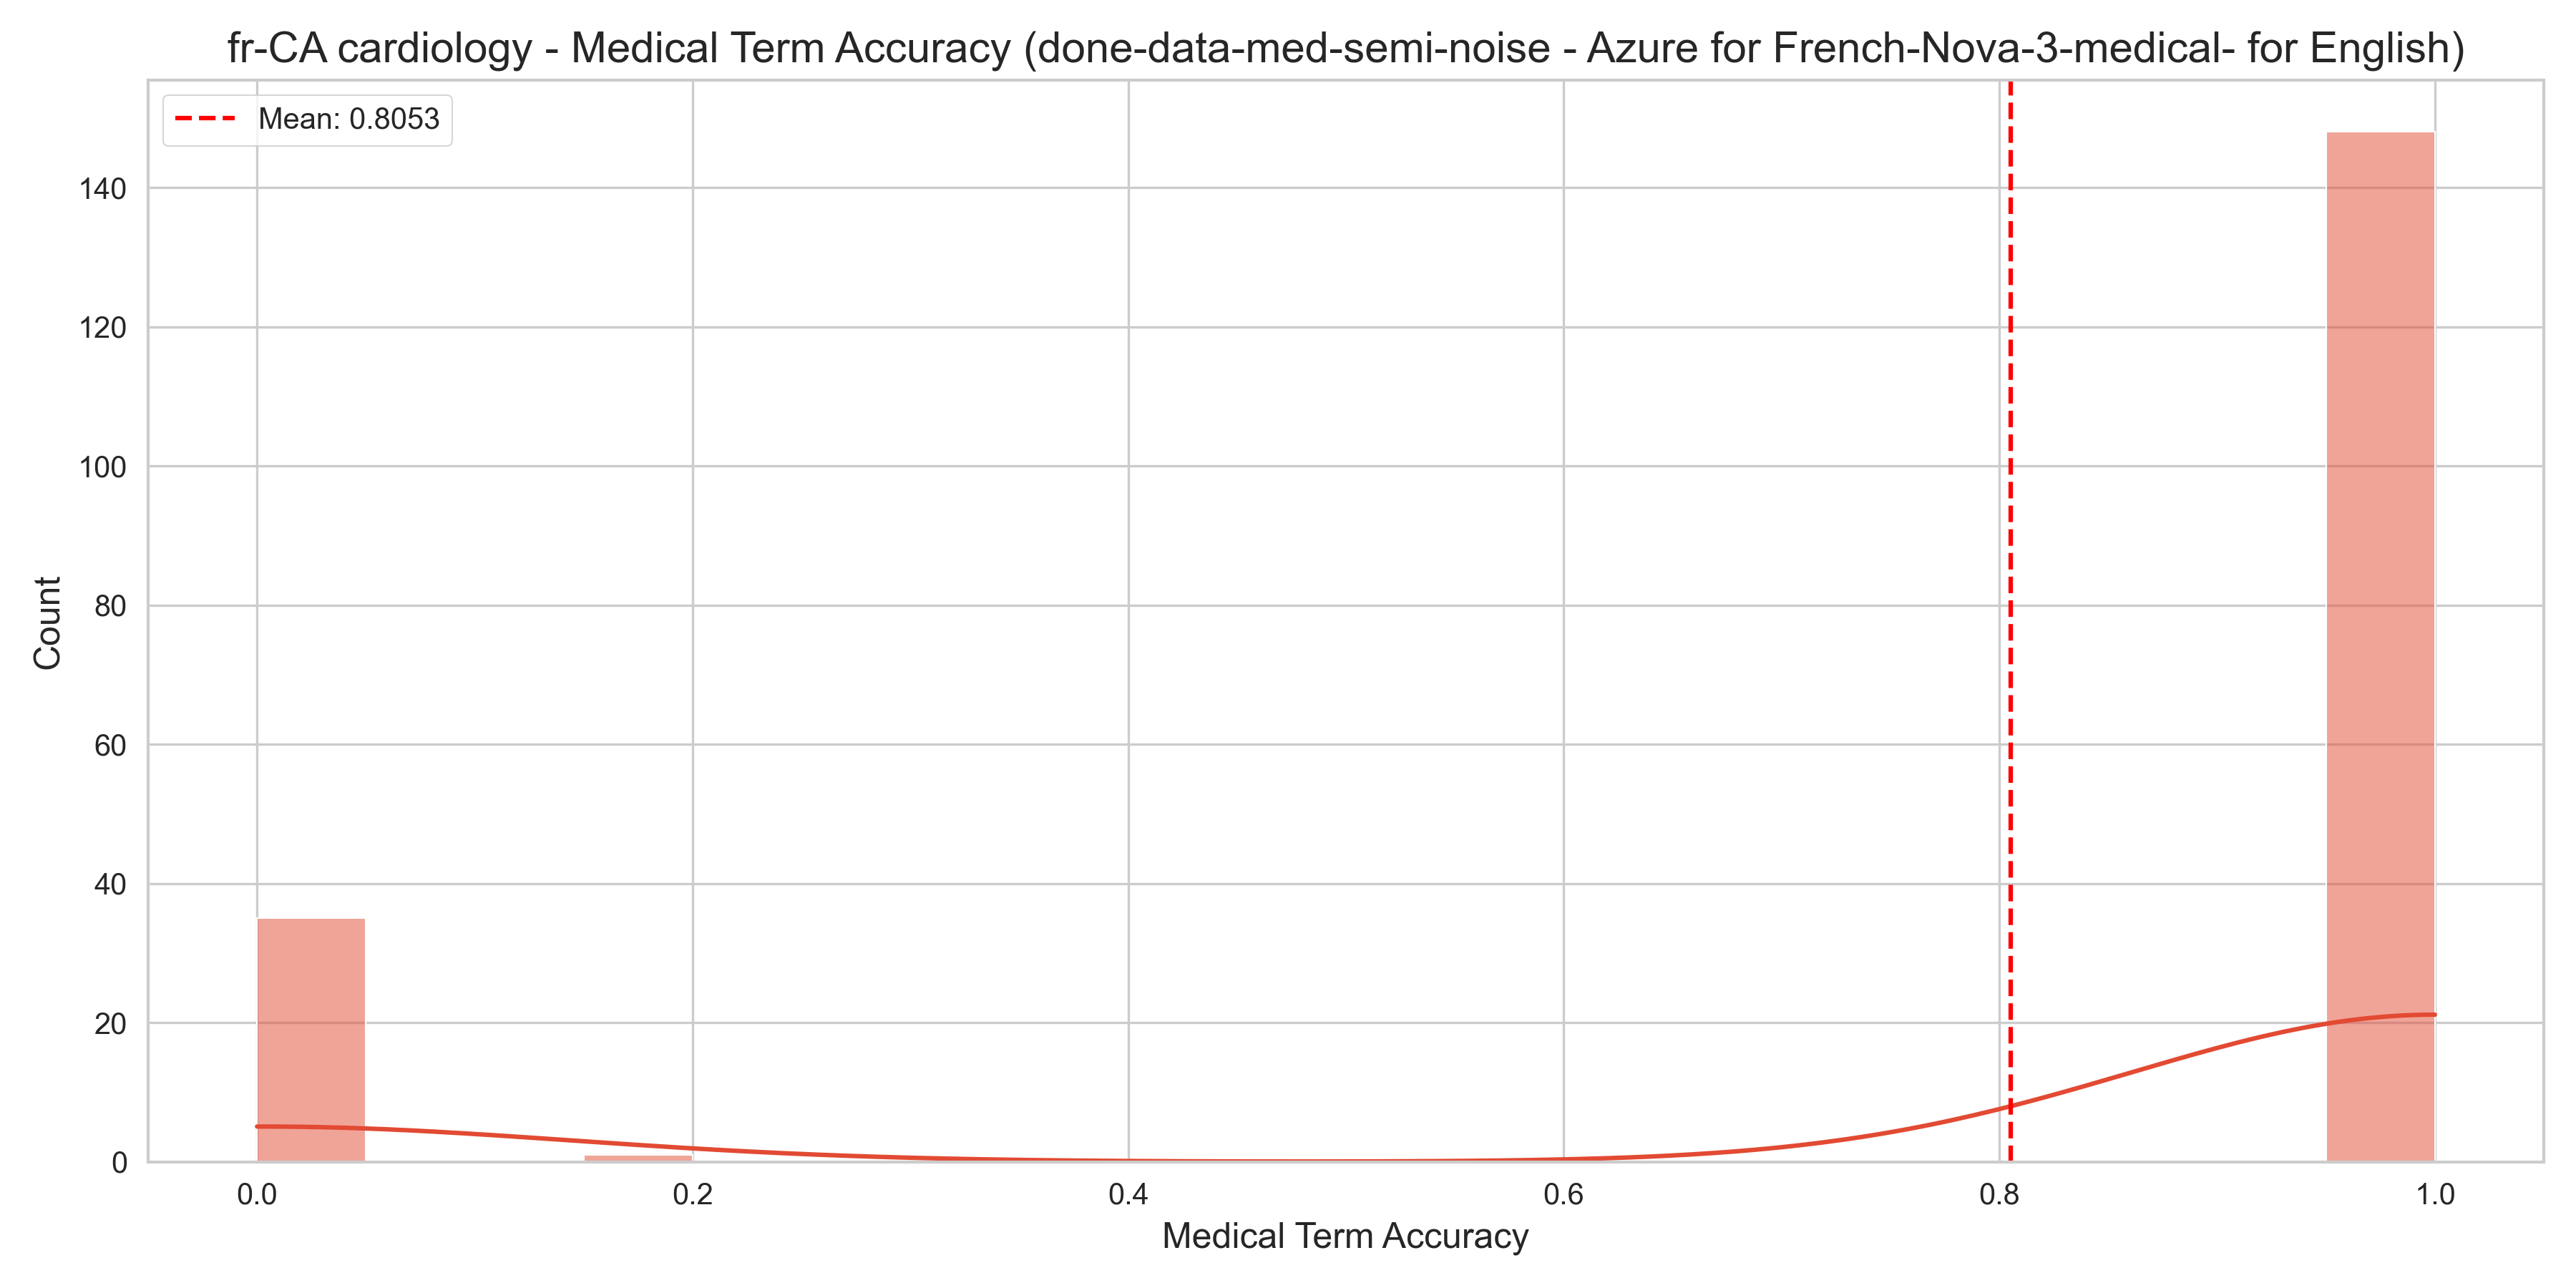 fr-CA cardiology - Medical Term Accuracy (done-data-med-semi-noise - Azure for French-Nova-3-medical- for English)
Mean: 0.8053
140
120
100
80
60
40
20
0
Count
0.0 0.2 0.4 0.6 0.8 1.0
Medical Term Accuracy